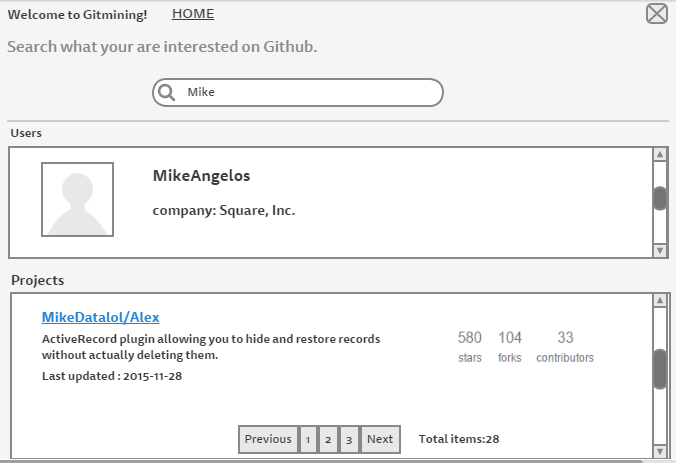 Welcome to Gitmining! HOME
Search what your are interested on Github.
Mike
Users
MikeAngelos
company: Square, Inc.
Projects
MikeDatalol/Alex
ActiveRecord plugin allowing you to hide and restore records
without actually deleting them.
Last updated : 2015-11-28
580 104 33
stars forks contributors
Previous 1 2 3 Next Total items:28